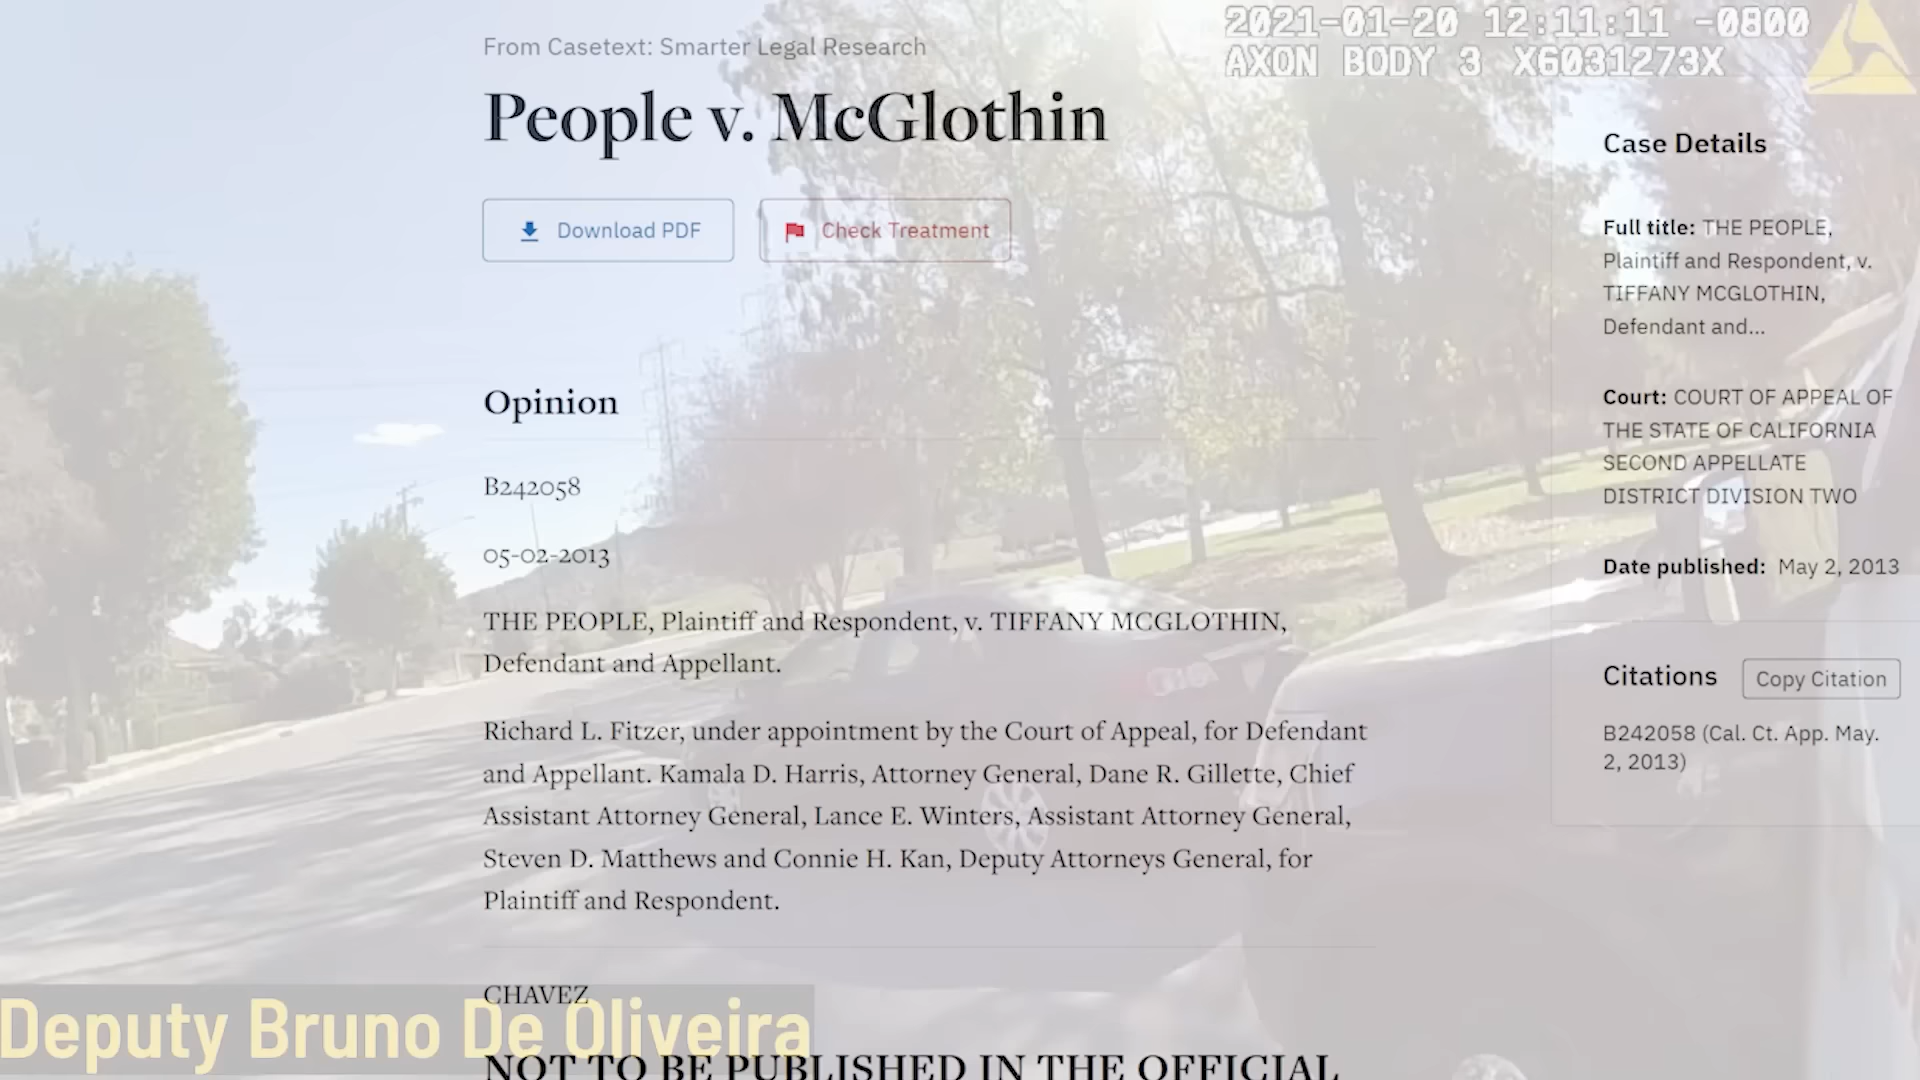 2021-01-20 12:11:11 -0800
AXON BODY 3 X6031273X
From Casetext: Smarter Legal Research
People v. McGlothin
Download PDF
Check Treatment
Opinion
B242058
05-02-2013
THE PEOPLE, Plaintiff and Respondent, v. TIFFANY MCGLOTHIN,
Defendant and Appellant.
Richard L. Fitzer, under appointment by the Court of Appeal, for Defendant
and Appellant. Kamala D. Harris, Attorney General, Dane R. Gillette, Chief
Assistant Attorney General, Lance E. Winters, Assistant Attorney General,
Steven D. Matthews and Connie H. Kan, Deputy Attorneys General, for
Plaintiff and Respondent.
CHAVEZ
NOT TO BE PUBLISHED IN THE OFFICIAL
Case Details
Full title: THE PEOPLE,
Plaintiff and Respondent, v.
TIFFANY MCGLOTHIN,
Defendant and...
Court: COURT OF APPEAL OF
THE STATE OF CALIFORNIA
SECOND APPELLATE
DISTRICT DIVISION TWO
Date published: May 2, 2013
Citations
Copy Citation
B242058 (Cal. Ct. App. May.
2, 2013)
Deputy Bruno De Oliveira